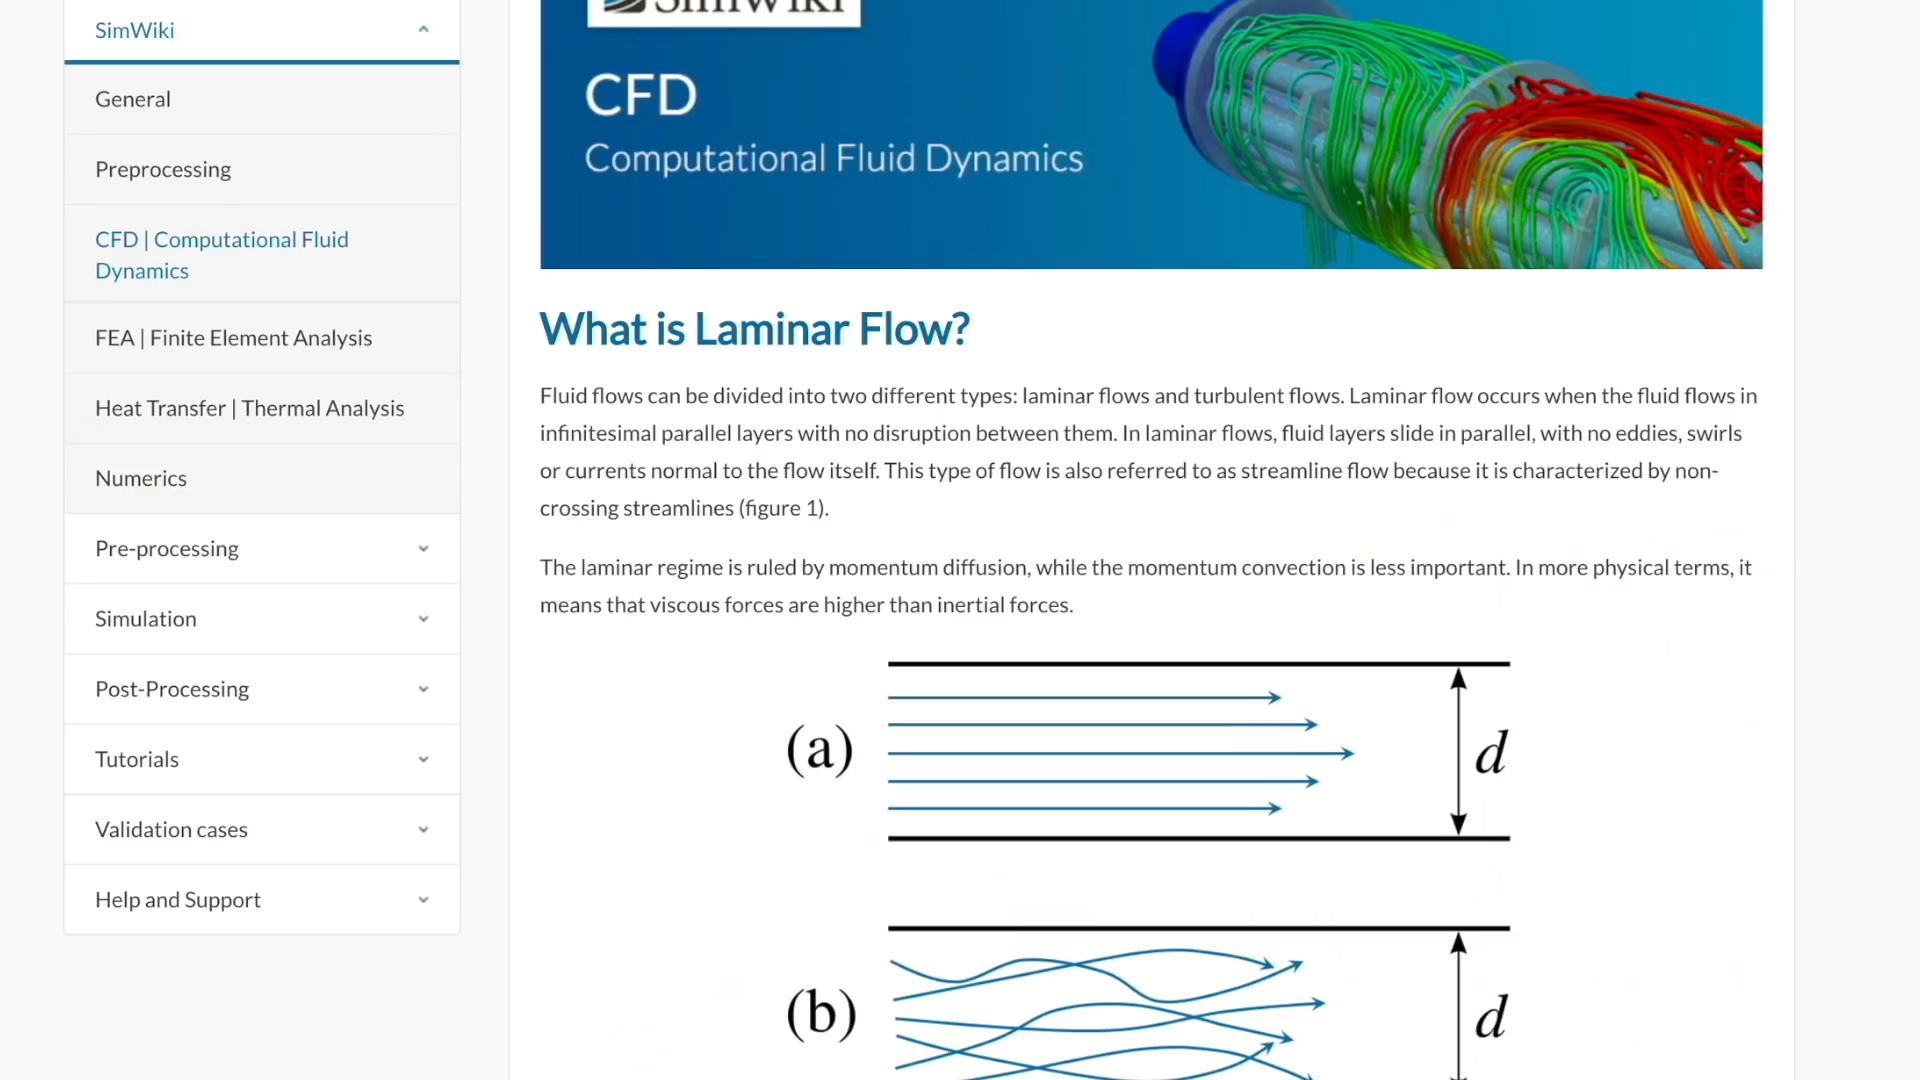 SimWiki
General
Preprocessing
CFD | Computational Fluid
Dynamics
FEA | Finite Element Analysis
Heat Transfer | Thermal Analysis
Numerics
Pre-processing
Simulation
Post-Processing
Tutorials
Validation cases
Help and Support
SimWiki
CFD
Computational Fluid Dynamics
What is Laminar Flow?
Fluid flows can be divided into two different types: laminar flows and turbulent flows. Laminar flow occurs when the fluid flows in
infinitesimal parallel layers with no disruption between them. In laminar flows, fluid layers slide in parallel, with no eddies, swirls
or currents normal to the flow itself. This type of flow is also referred to as streamline flow because it is characterized by non-
crossing streamlines (figure 1).
The laminar regime is ruled by momentum diffusion, while the momentum convection is less important. In more physical terms, it
means that viscous forces are higher than inertial forces.
(a)
d
(b)
d